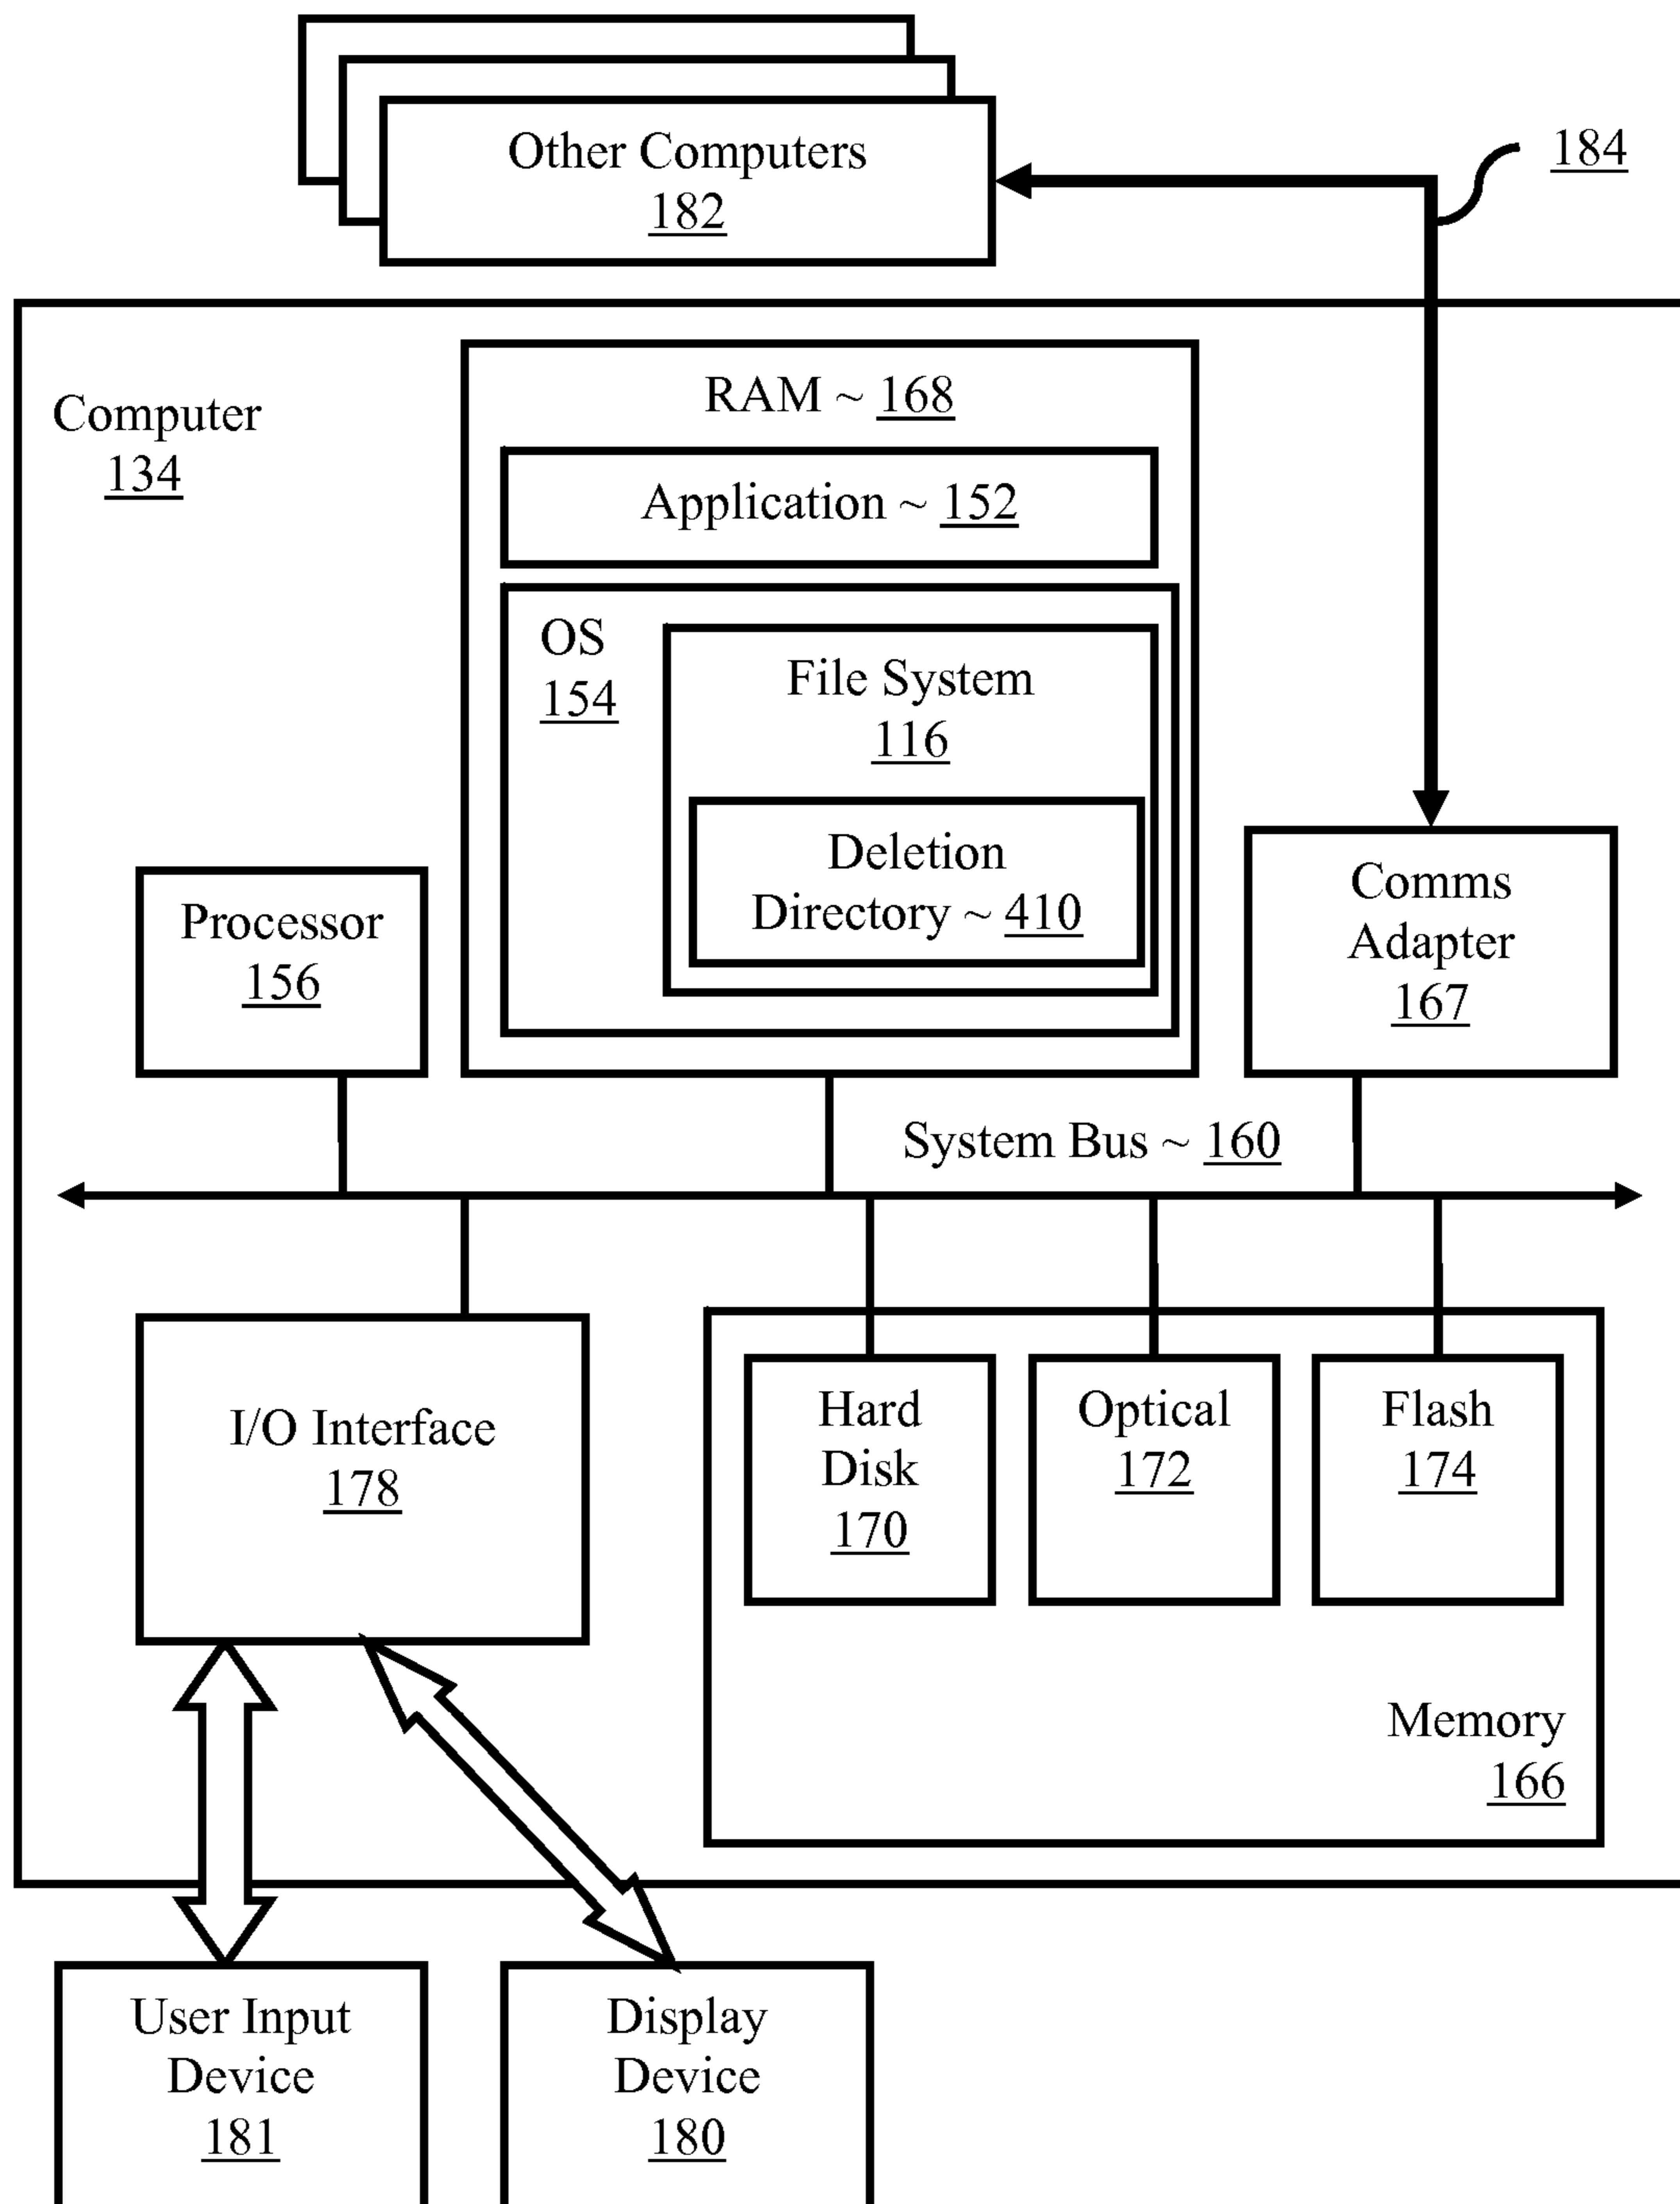 Other Computers
182
184
Computer
134
RAM ~ 168
Application ~ 152
OS
154
File System
116
Deletion
Directory ~ 410
Processor
156
Comms
Adapter
167
System Bus ~ 160
I/O Interface
178
Hard
Disk
170
Optical
172
Flash
174
Memory
166
User Input
Device
181
Display
Device
180